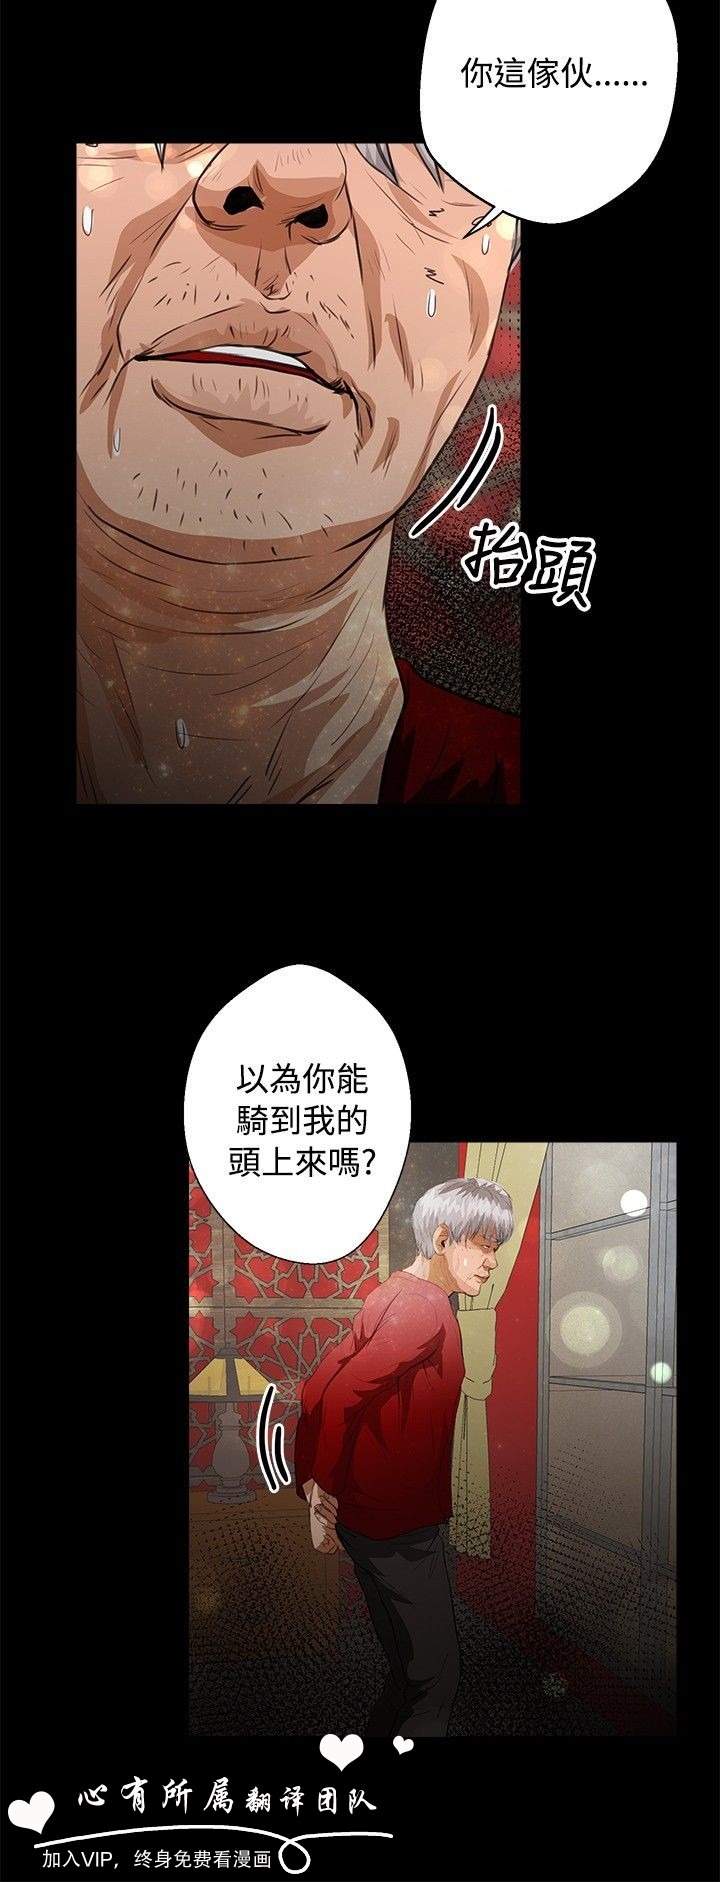 你這傢伙......
抬頭
以為你能
騎到我的
頭上來嗎?
心有所属翻译团队
加入VIP，终身免费看漫画